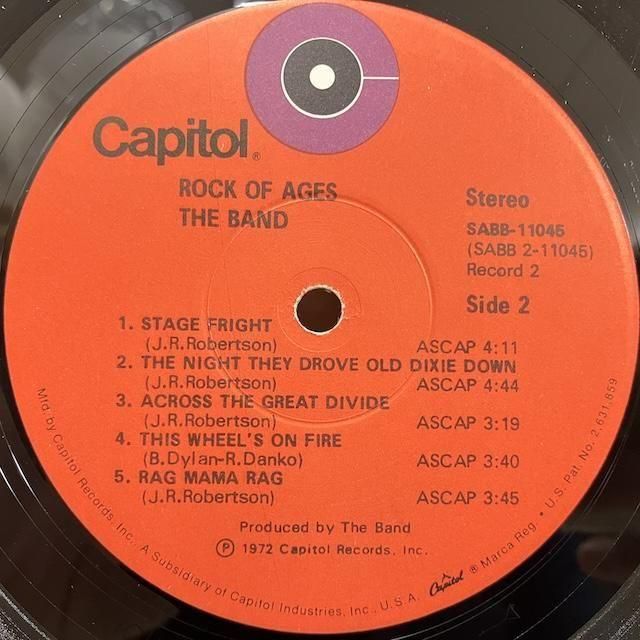 Capitol®
ROCK OF AGES
THE BAND
Stereo
SABB-11045
(SABB 2-11045)
Record 2
Side 2
1. STAGE FRIGHT
(J.R.Robertson) ASCAP 4:11
2. THE NIGHT THEY DROVE OLD DIXIE DOWN
(J.R.Robertson) ASCAP 4:44
3. ACROSS THE GREAT DIVIDE
(J.R.Robertson) ASCAP 3:19
4. THIS WHEEL'S ON FIRE
(B.Dylan-R.Danko) ASCAP 3:40
5. RAG MAMA RAG
(J.R.Robertson) ASCAP 3:45
Produced by The Band
Ⓟ 1972 Capitol Records, Inc.
Mfd. by Capitol Records, Inc., A Subsidiary of Capitol Industries, Inc., U.S.A. Capitol ® Marca Reg. • U.S. Pat. No. 2,631,859